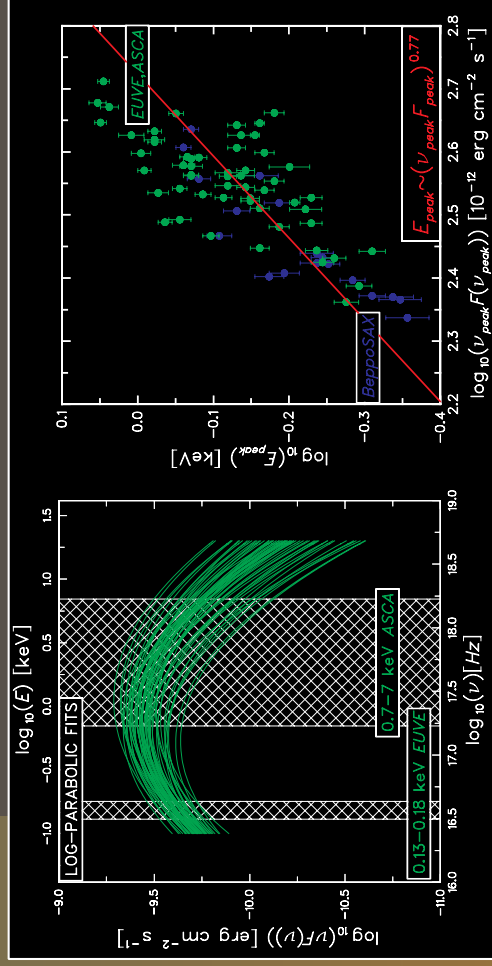 log₁₀(E) [keV]
-1.0 -0.5 0.0 0.5 1.0 1.5
LOG-PARABOLIC FITS
log₁₀(νF(ν)) [erg cm⁻² s⁻¹]
-9.0
-9.5
-10.0
-10.5
-11.0
0.7-7 keV ASCA
0.13-0.18 keV EUVE
16.0 16.5 17.0 17.5 18.0 18.5 19.0
log₁₀(ν)[Hz]
log₁₀(E_peak) [keV]
0.1
0.0
-0.1
-0.2
-0.3
-0.4
EUVE,ASCA
BeppoSAX
E_peak~(ν_peak F_peak)^0.77
2.2 2.3 2.4 2.5 2.6 2.7 2.8
log₁₀(ν_peak F(ν_peak)) [10⁻¹² erg cm⁻² s⁻¹]